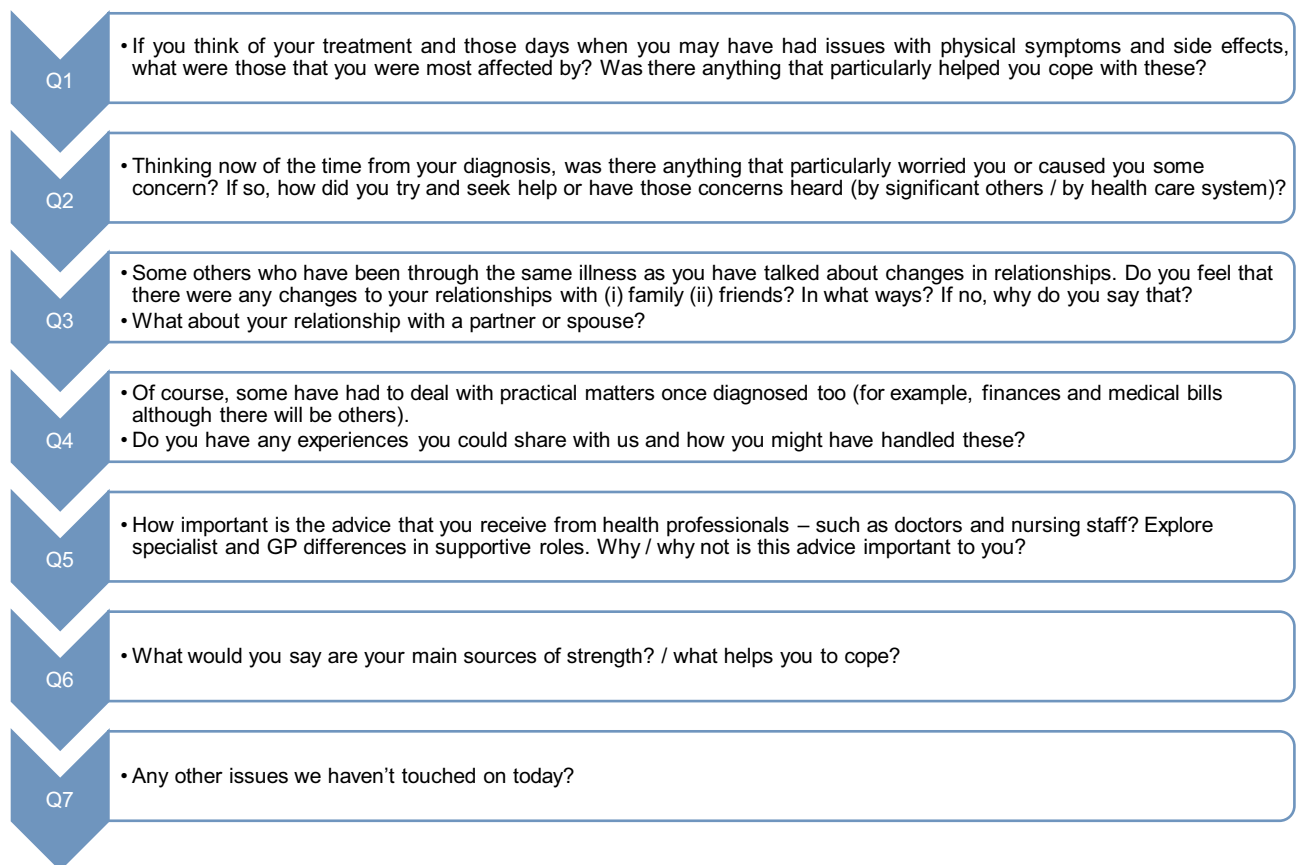 Q1
• If you think of your treatment and those days when you may have had issues with physical symptoms and side effects,
what were those that you were most affected by? Was there anything that particularly helped you cope with these?
Q2
• Thinking now of the time from your diagnosis, was there anything that particularly worried you or caused you some
concern? If so, how did you try and seek help or have those concerns heard (by significant others / by health care system)?
Q3
• Some others who have been through the same illness as you have talked about changes in relationships. Do you feel that
there were any changes to your relationships with (i) family (ii) friends? In what ways? If no, why do you say that?
• What about your relationship with a partner or spouse?
Q4
• Of course, some have had to deal with practical matters once diagnosed too (for example, finances and medical bills
although there will be others).
• Do you have any experiences you could share with us and how you might have handled these?
Q5
• How important is the advice that you receive from health professionals – such as doctors and nursing staff? Explore
specialist and GP differences in supportive roles. Why / why not is this advice important to you?
Q6
• What would you say are your main sources of strength? / what helps you to cope?
Q7
• Any other issues we haven’t touched on today?